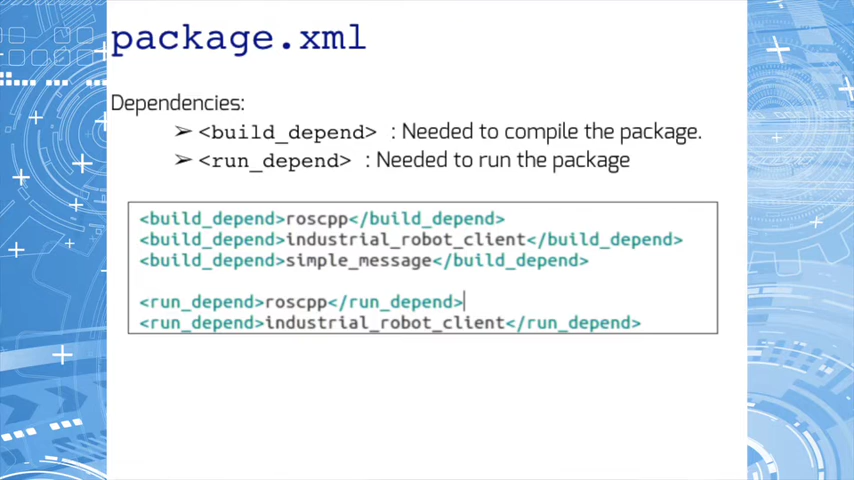 package.xml
Dependencies:
➢ <build_depend> : Needed to compile the package.
➢ <run_depend> : Needed to run the package
<build_depend>roscpp</build_depend>
<build_depend>industrial_robot_client</build_depend>
<build_depend>simple_message</build_depend>
<run_depend>roscpp</run_depend>
<run_depend>industrial_robot_client</run_depend>